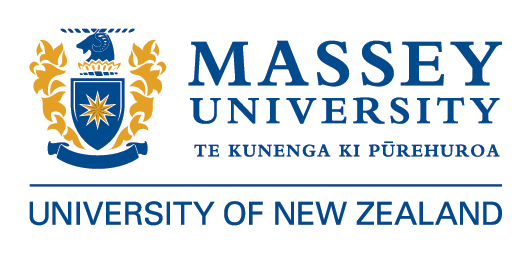 MASSEY
UNIVERSITY
TE KUNENGA KI PŪREHUROA
UNIVERSITY OF NEW ZEALAND